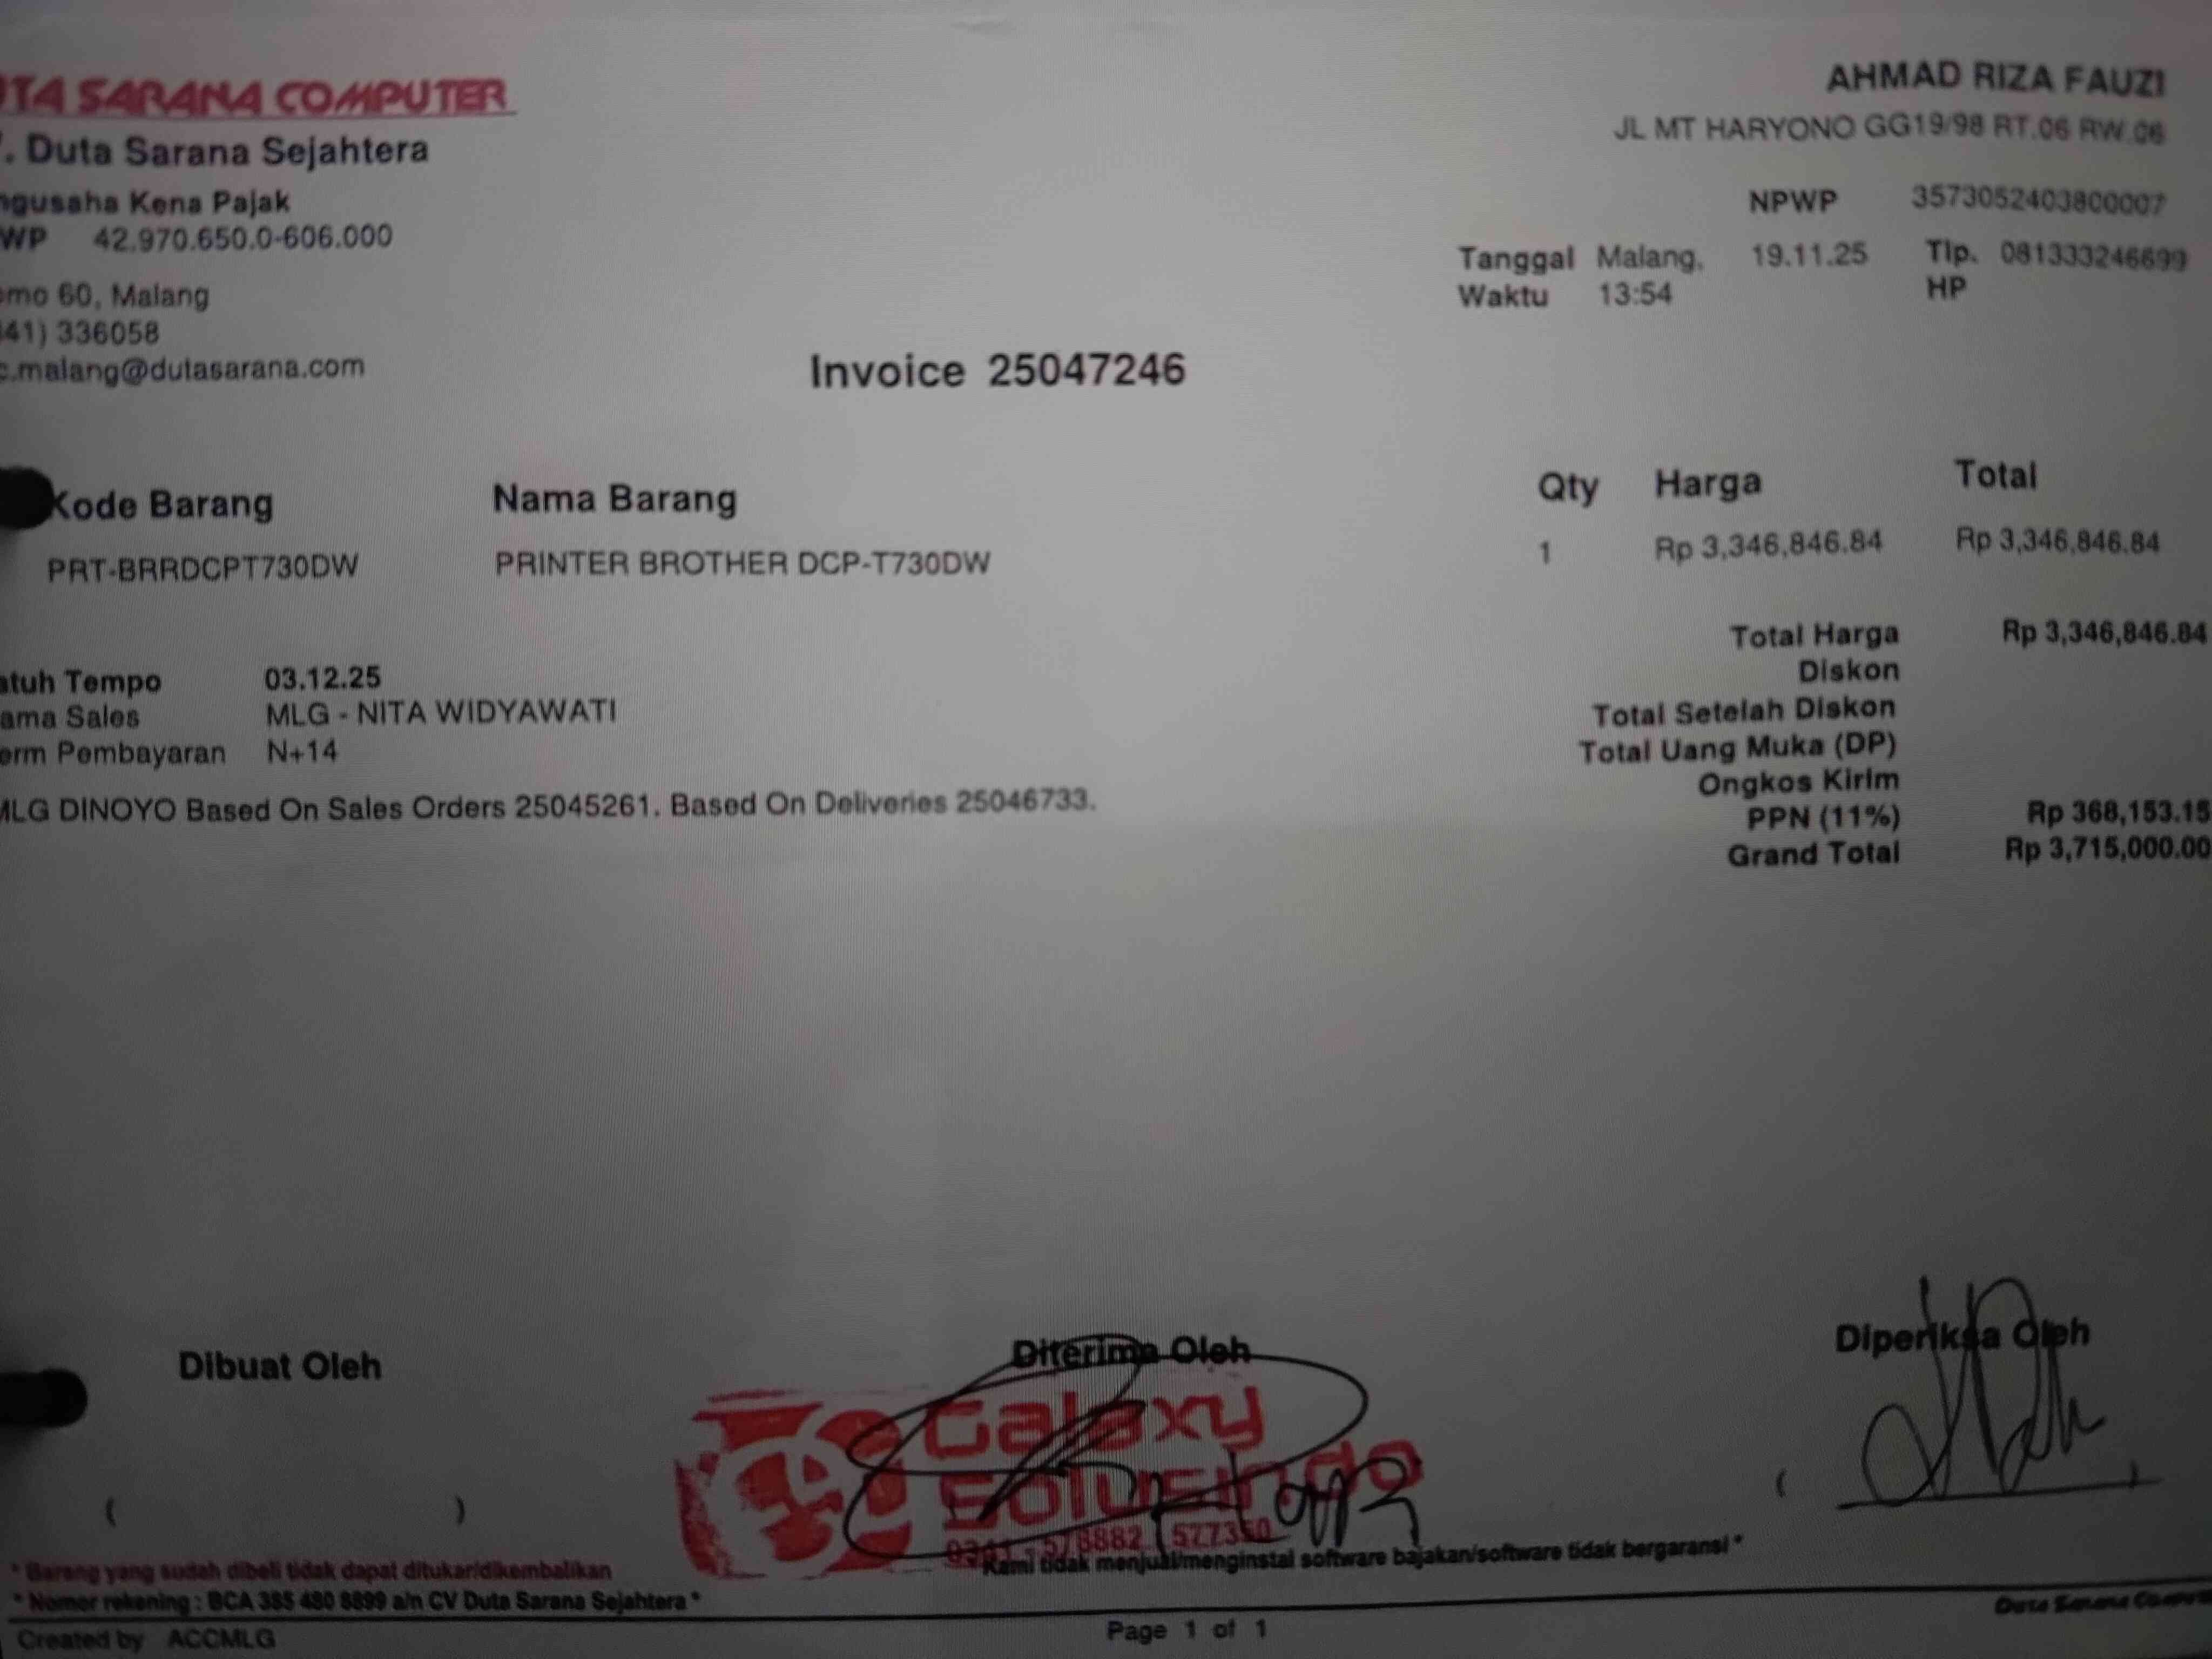 TA SARANA COMPUTER
. Duta Sarana Sejahtera
ngusaha Kena Pajak
WP 42.970.650.0-606.000
omo 60, Malang
41) 336058
c.malang@dutasarana.com
AHMAD RIZA FAUZI
JL MT HARYONO GG19/98 RT.06 RW.06
NPWP 3573052403800007
Tanggal Malang, 19.11.25 Tlp. 081333246699
Waktu 13:54 HP
Invoice 25047246
Kode Barang Nama Barang Qty Harga Total
PRT-BRRDCPT730DW PRINTER BROTHER DCP-T730DW 1 Rp 3,346,846.84 Rp 3,346,846.84
atuh Tempo 03.12.25
ama Sales MLG - NITA WIDYAWATI
erm Pembayaran N+14
MLG DINOYO Based On Sales Orders 25045261. Based On Deliveries 25046733.
Total Harga Rp 3,346,846.84
Diskon
Total Setelah Diskon
Total Uang Muka (DP)
Ongkos Kirim
PPN (11%) Rp 368,153.15
Grand Total Rp 3,715,000.00
Dibuat Oleh Diterima Oleh Diperiksa Oleh
Galaxy
Solusindo
( ) ( )
* Barang yang sudah dibeli tidak dapat ditukar/dikembalikan
Kami tidak menjual/menginstal software bajakan/software tidak bergaransi *
* Nomor rekening : BCA 385 480 8899 a/n CV Duta Sarana Sejahtera *
Duta Sarana Comput
Created by ACCMLG
Page 1 of 1